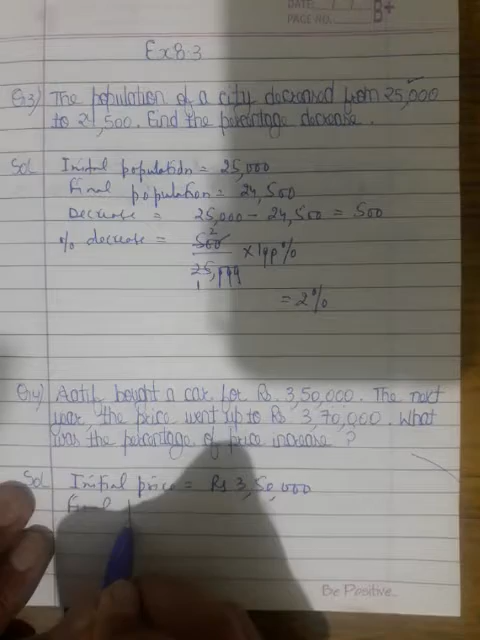 DATE: / /
PAGE NO.
B+
Ex 8.3
Q3) The population of a city decreased from 25,000
to 24,500. Find the percentage decrease.
Sol Initial population = 25,000
Final population = 24,500
Decrease = 25,000 - 24,500 = 500
% decrease = 500/25,000 × 100%
2
1
= 2%
Q4) Aatif bought a car for Rs. 3,50,000. The next
year, the price went up to Rs 3,70,000. What
was the percentage of price increase ?
Sol Initial price = Rs 3,50,000
Final
Be Positive..